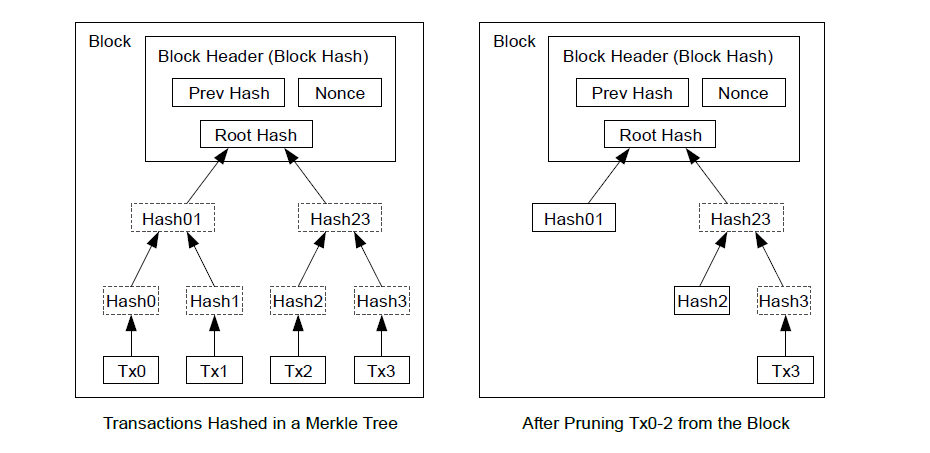 Block
Block Header (Block Hash)
Prev Hash
Nonce
Root Hash
Hash01
Hash23
Hash0
Hash1
Hash2
Hash3
Tx0
Tx1
Tx2
Tx3
Transactions Hashed in a Merkle Tree
Block
Block Header (Block Hash)
Prev Hash
Nonce
Root Hash
Hash01
Hash23
Hash2
Hash3
Tx3
After Pruning Tx0-2 from the Block